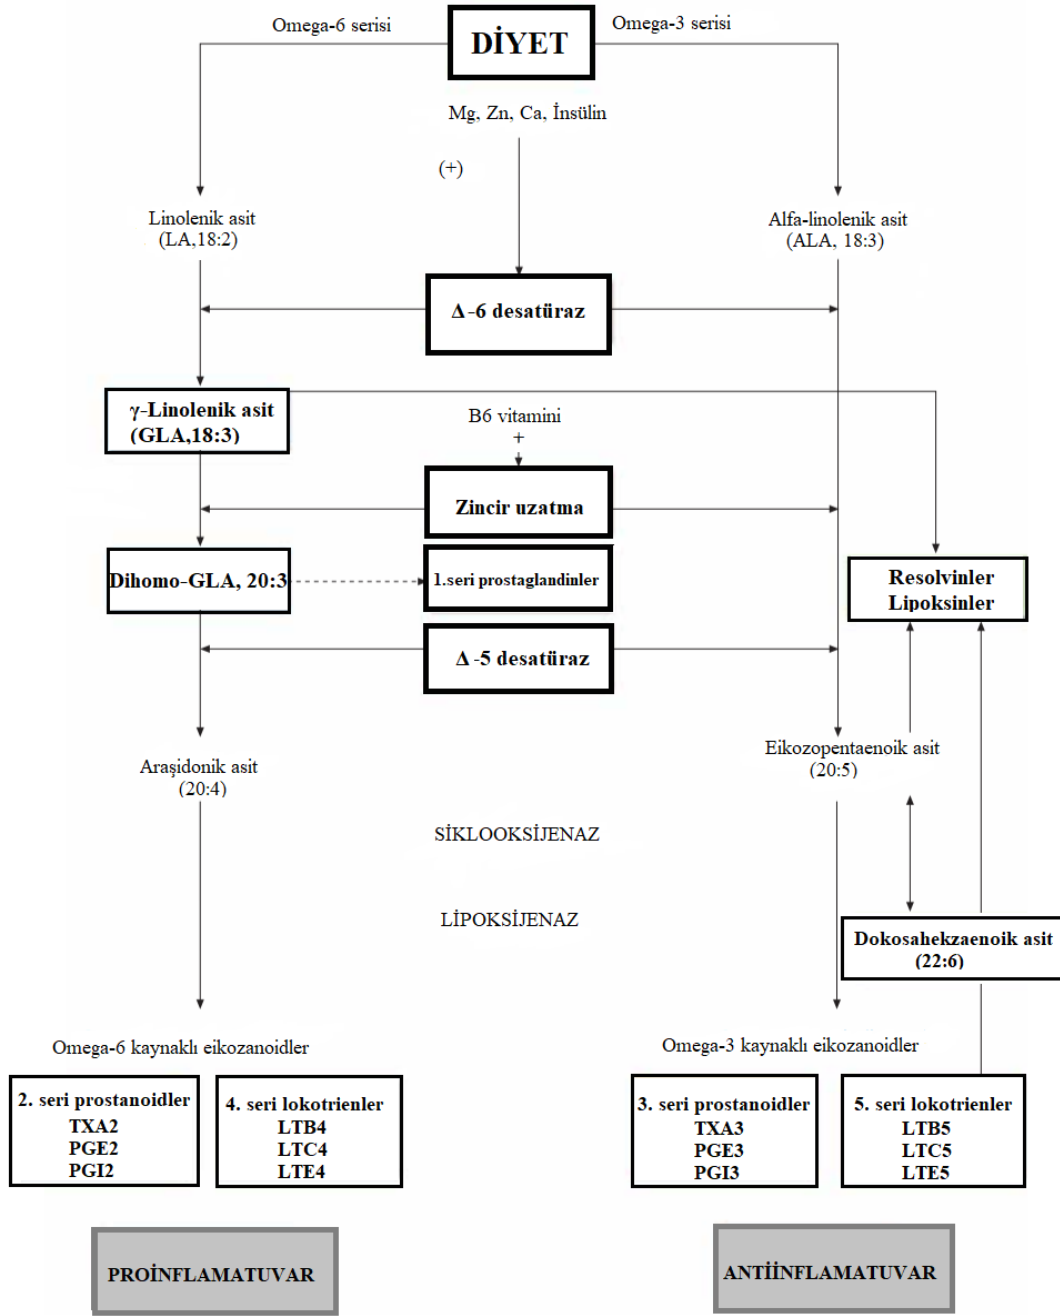 Omega-6 serisi
DİYET
Omega-3 serisi
Mg, Zn, Ca, İnsülin
(+)
Linolenik asit
(LA,18:2)
Alfa-linolenik asit
(ALA, 18:3)
Δ -6 desatüraz
γ-Linolenik asit
(GLA,18:3)
B6 vitamini
+
Zincir uzatma
Dihomo-GLA, 20:3
1.seri prostaglandinler
Resolvinler
Lipoksinler
Δ -5 desatüraz
Araşidonik asit
(20:4)
Eikozopentaenoik asit
(20:5)
SİKLOOKSİJENAZ
LİPOKSİJENAZ
Dokosahekzaenoik asit
(22:6)
Omega-6 kaynaklı eikozanoidler
Omega-3 kaynaklı eikozanoidler
2. seri prostanoidler
TXA2
PGE2
PGI2
4. seri lokotrienler
LTB4
LTC4
LTE4
3. seri prostanoidler
TXA3
PGE3
PGI3
5. seri lokotrienler
LTB5
LTC5
LTE5
PROİNFLAMATUVAR
ANTİİNFLAMATUVAR